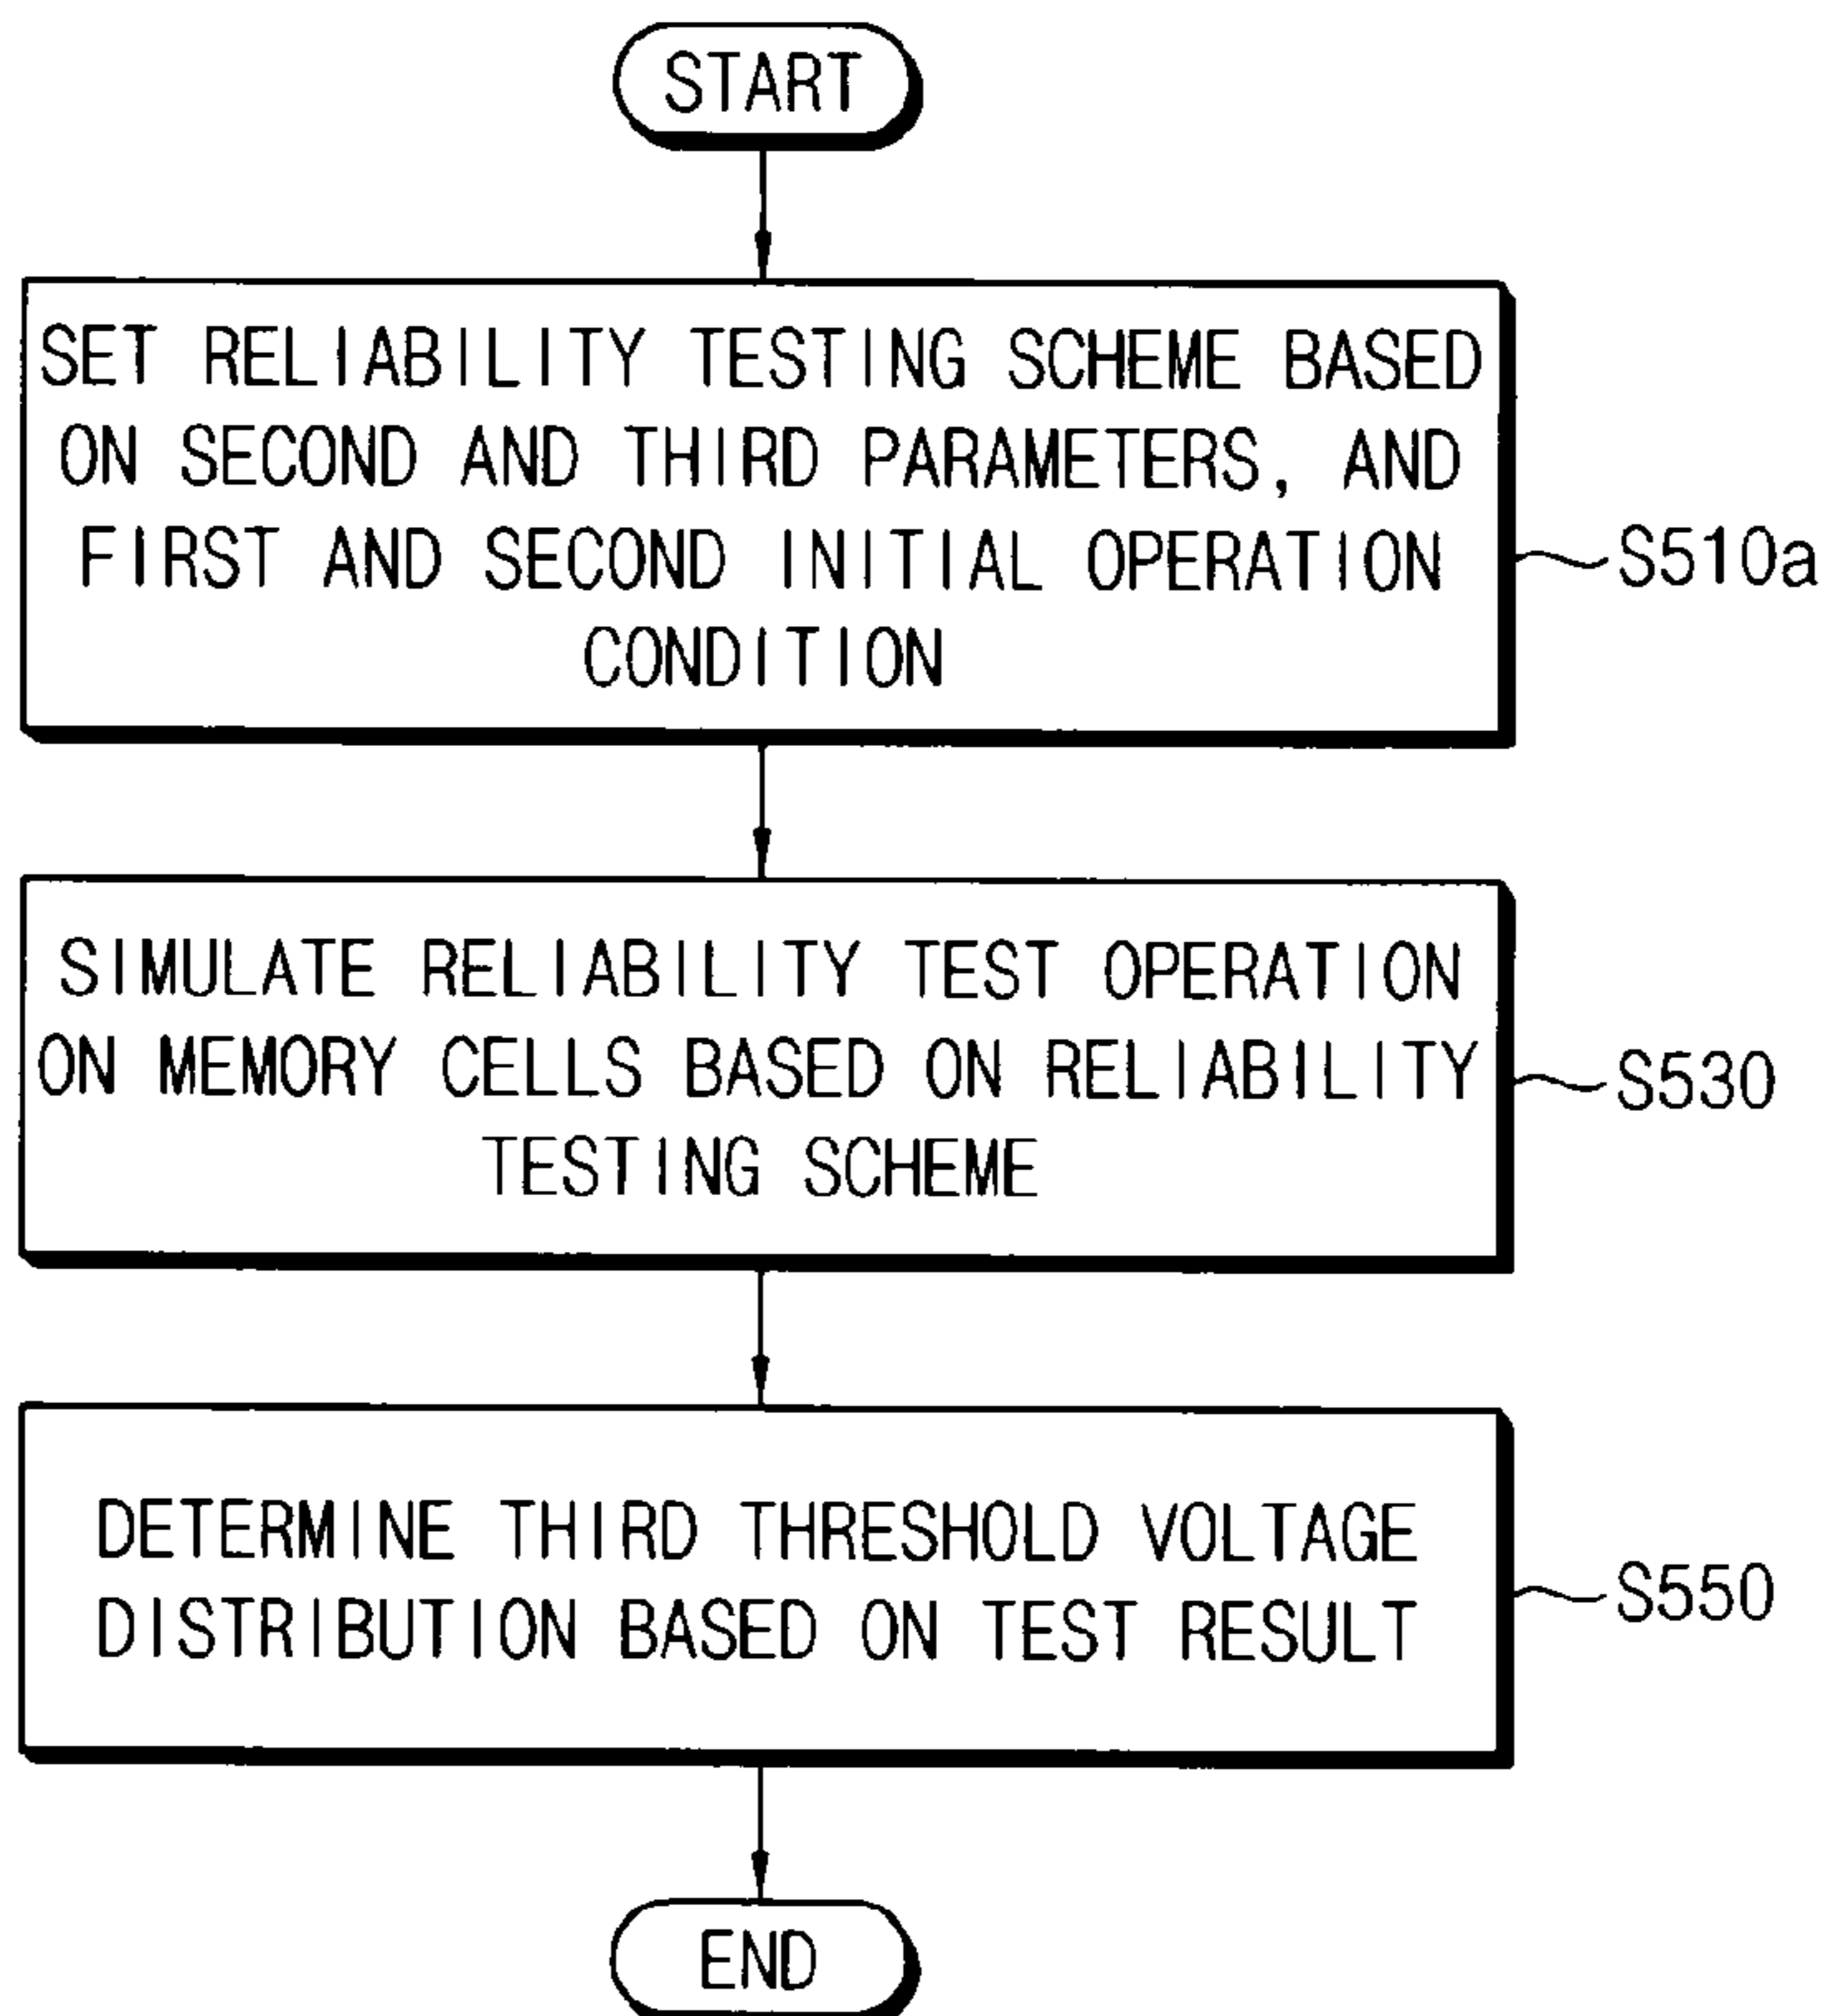 START
SET RELIABILITY TESTING SCHEME BASED
ON SECOND AND THIRD PARAMETERS, AND
FIRST AND SECOND INITIAL OPERATION
CONDITION
S510a
SIMULATE RELIABILITY TEST OPERATION
ON MEMORY CELLS BASED ON RELIABILITY
TESTING SCHEME
S530
DETERMINE THIRD THRESHOLD VOLTAGE
DISTRIBUTION BASED ON TEST RESULT
S550
END